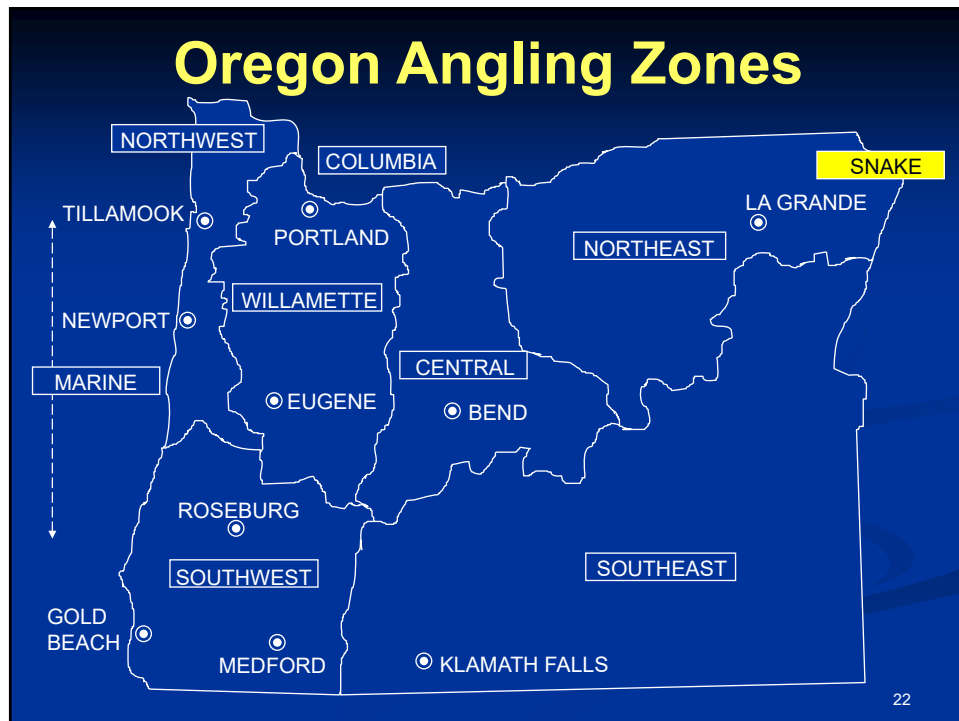 Oregon Angling Zones
NORTHWEST
COLUMBIA
SNAKE
TILLAMOOK
LA GRANDE
PORTLAND
NORTHEAST
WILLAMETTE
NEWPORT
MARINE
CENTRAL
EUGENE
BEND
ROSEBURG
SOUTHWEST
SOUTHEAST
GOLD
BEACH
MEDFORD
KLAMATH FALLS
22